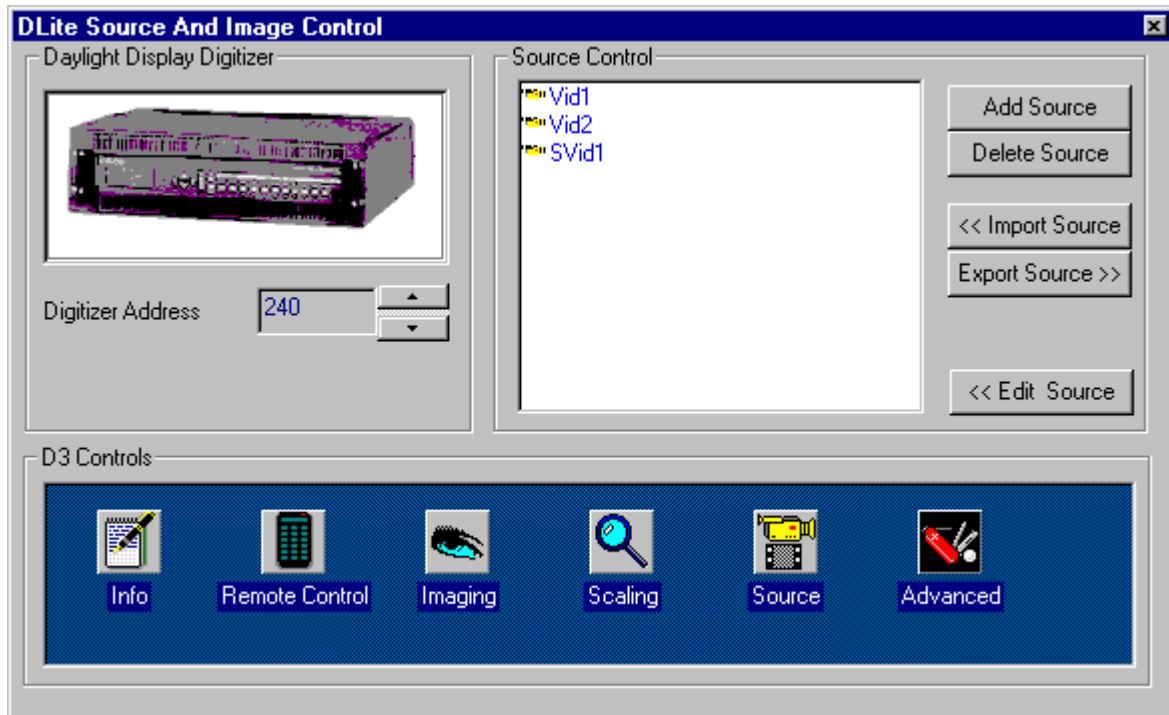 DLite Source And Image Control
Daylight Display Digitizer
Digitizer Address
240
Source Control
Vid1
Vid2
SVid1
Add Source
Delete Source
<< Import Source
Export Source >>
<< Edit Source
D3 Controls
Info
Remote Control
Imaging
Scaling
Source
Advanced